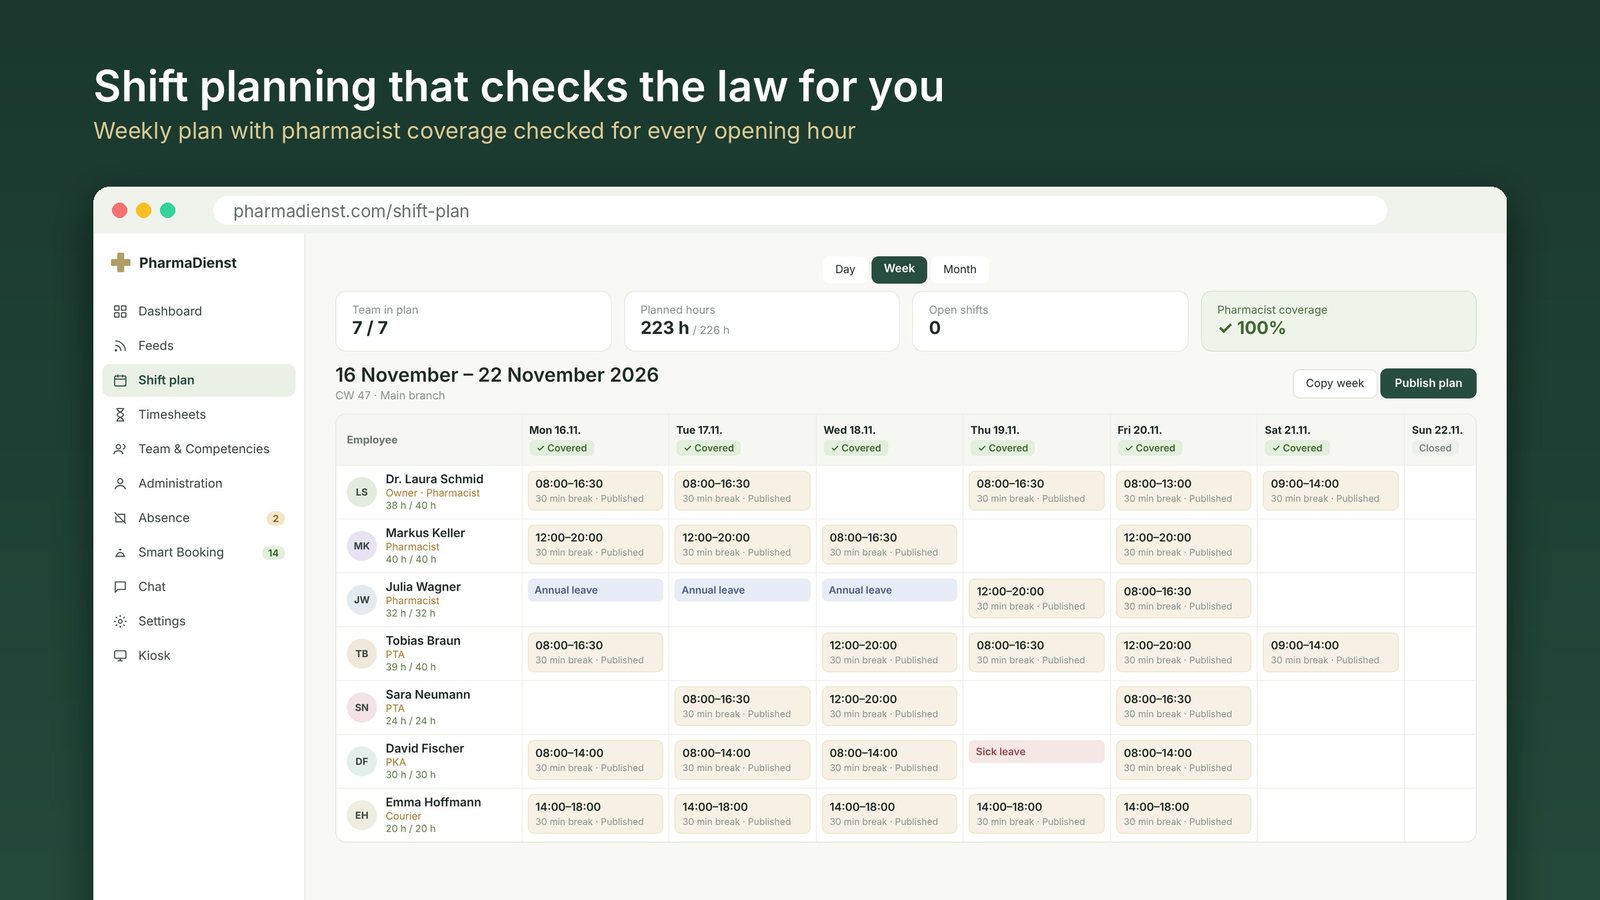 Shift planning that checks the law for you
Weekly plan with pharmacist coverage checked for every opening hour
pharmadienst.com/shift-plan
PharmaDienst
Dashboard
Feeds
Shift plan
Timesheets
Team & Competencies
Administration
Absence 2
Smart Booking 14
Chat
Settings
Kiosk
Day Week Month
Team in plan
7 / 7
Planned hours
223 h / 226 h
Open shifts
0
Pharmacist coverage
✓ 100%
16 November – 22 November 2026
CW 47 · Main branch
Copy week Publish plan
Employee
Mon 16.11. Tue 17.11. Wed 18.11. Thu 19.11. Fri 20.11. Sat 21.11. Sun 22.11.
✓ Covered ✓ Covered ✓ Covered ✓ Covered ✓ Covered ✓ Covered Closed
LS
Dr. Laura Schmid
Owner · Pharmacist
38 h / 40 h
08:00–16:30 08:00–16:30 08:00–16:30 08:00–13:00 09:00–14:00
30 min break · Published 30 min break · Published 30 min break · Published 30 min break · Published 30 min break · Published
MK
Markus Keller
Pharmacist
40 h / 40 h
12:00–20:00 12:00–20:00 08:00–16:30 12:00–20:00
30 min break · Published 30 min break · Published 30 min break · Published 30 min break · Published
JW
Julia Wagner
Pharmacist
32 h / 32 h
Annual leave Annual leave Annual leave 12:00–20:00 08:00–16:30
30 min break · Published 30 min break · Published
TB
Tobias Braun
PTA
39 h / 40 h
08:00–16:30 12:00–20:00 08:00–16:30 12:00–20:00 09:00–14:00
30 min break · Published 30 min break · Published 30 min break · Published 30 min break · Published 30 min break · Published
SN
Sara Neumann
PTA
24 h / 24 h
08:00–16:30 12:00–20:00 08:00–16:30
30 min break · Published 30 min break · Published 30 min break · Published
DF
David Fischer
PKA
30 h / 30 h
08:00–14:00 08:00–14:00 08:00–14:00 Sick leave 08:00–14:00
30 min break · Published 30 min break · Published 30 min break · Published 30 min break · Published
EH
Emma Hoffmann
Courier
20 h / 20 h
14:00–18:00 14:00–18:00 14:00–18:00 14:00–18:00 14:00–18:00
30 min break · Published 30 min break · Published 30 min break · Published 30 min break · Published 30 min break · Published